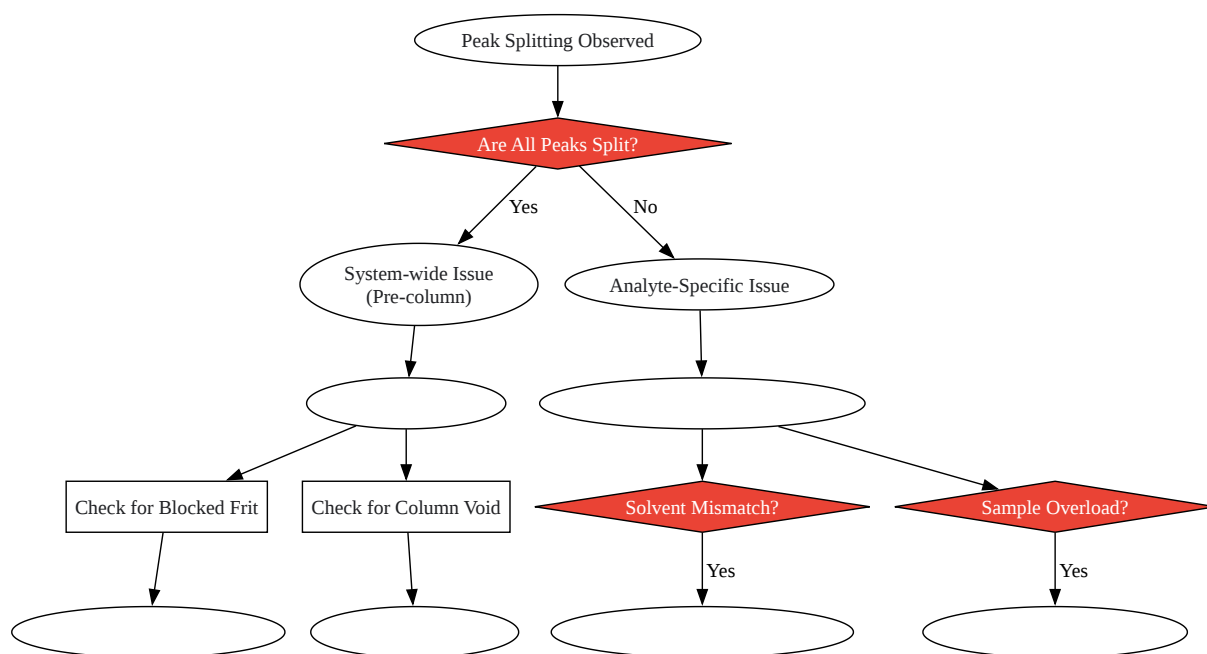 Peak Splitting Observed
Are All Peaks Split?
Yes
No
System-wide Issue
(Pre-column)
Analyte-Specific Issue
Check for Blocked Frit
Check for Column Void
Solvent Mismatch?
Sample Overload?
Yes
Yes